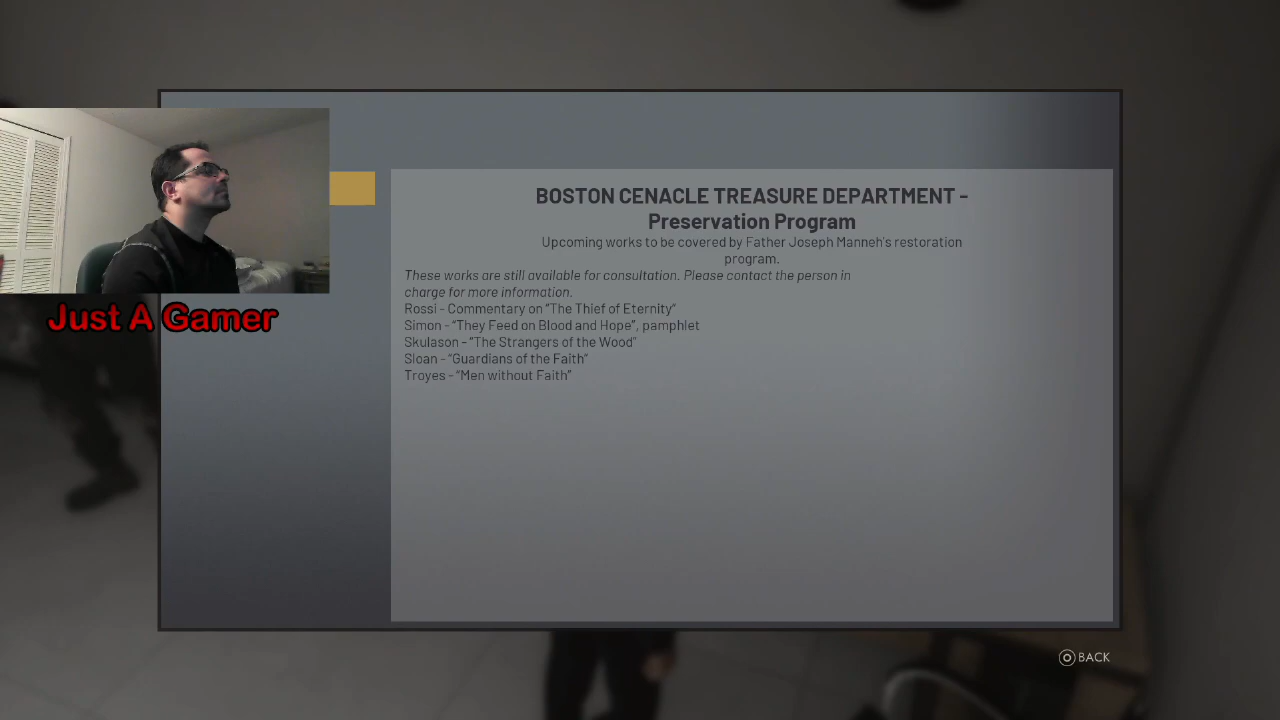 BOSTON CENACLE TREASURE DEPARTMENT -
Preservation Program
Upcoming works to be covered by Father Joseph Manneh's restoration
program.
These works are still available for consultation. Please contact the person in
charge for more information.
Rossi - Commentary on "The Thief of Eternity"
Simon - “They Feed on Blood and Hope”, pamphlet
Skulason - "The Strangers of the Wood"
Sloan - “Guardians of the Faith”
Troyes - “Men without Faith”
Just A Gamer
BACK